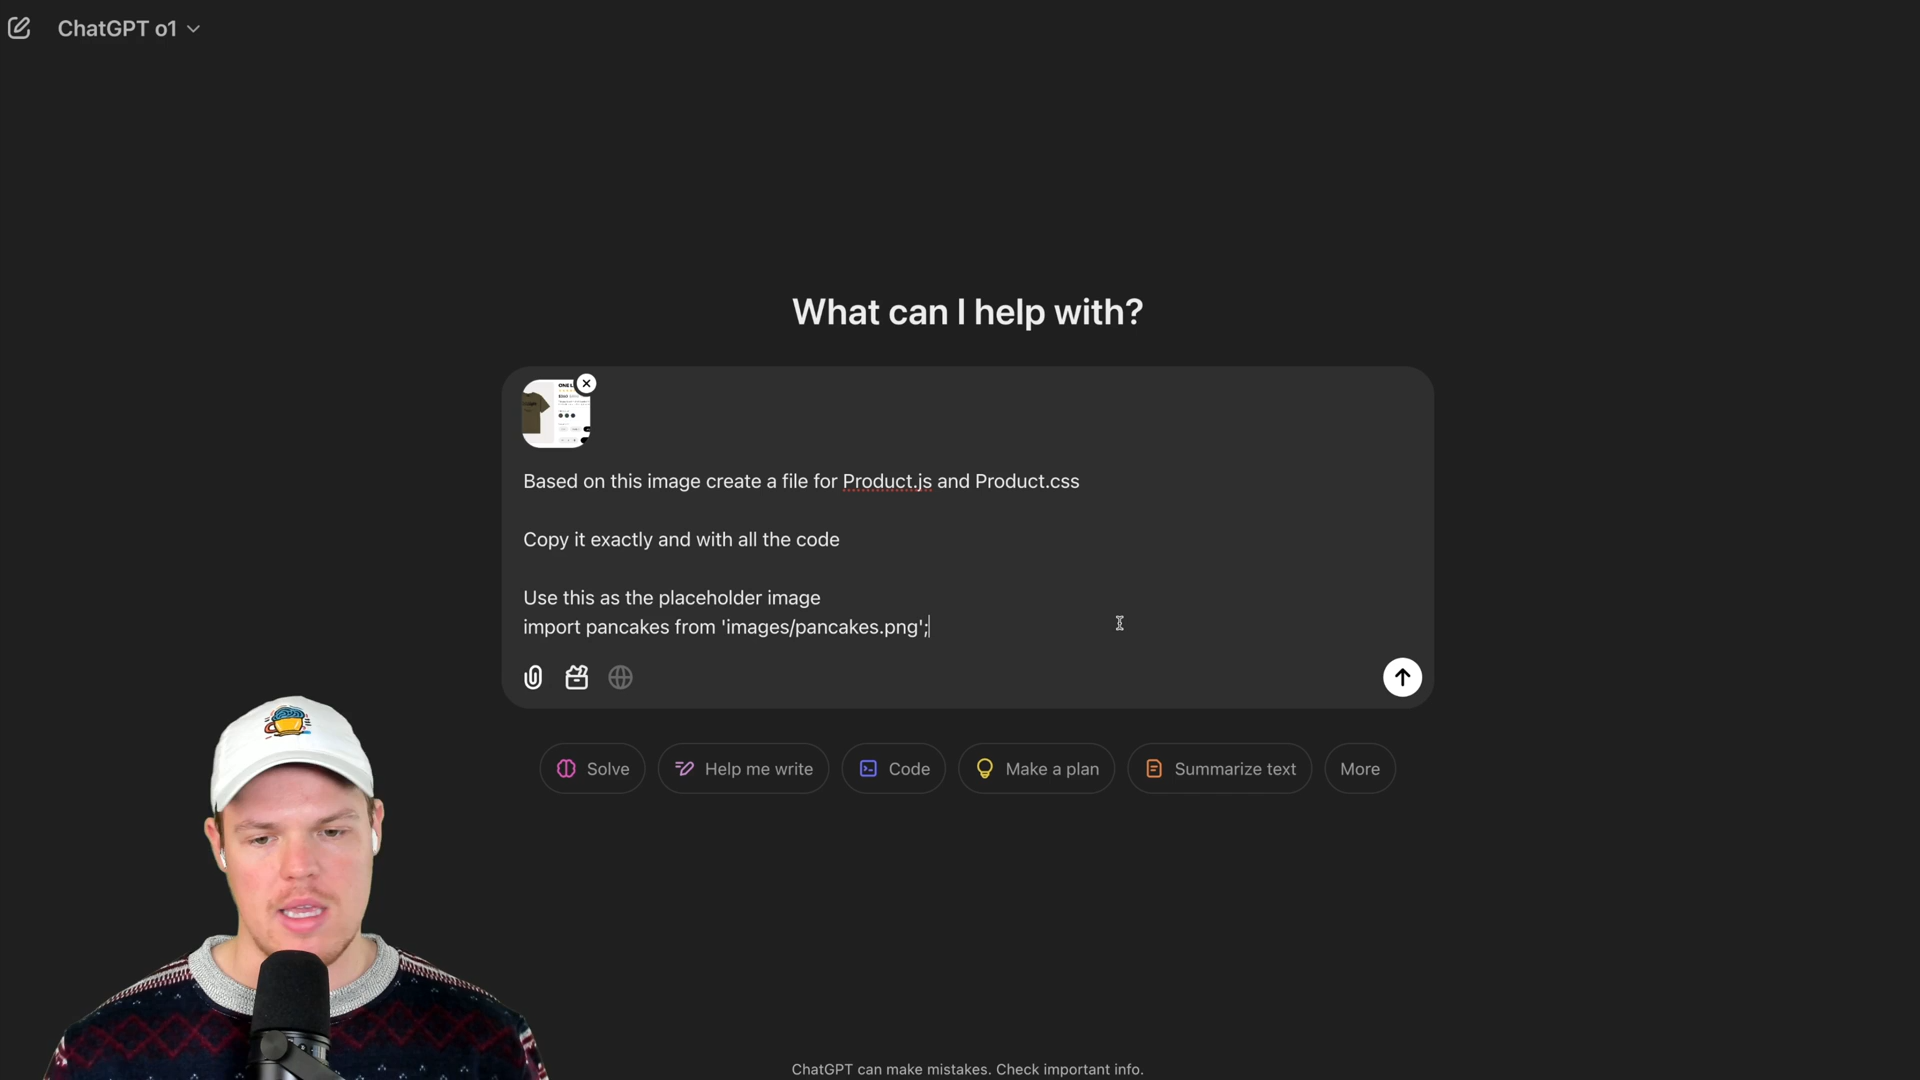 ChatGPT o1
What can I help with?
ONE L
Based on this image create a file for Product.js and Product.css
Copy it exactly and with all the code
Use this as the placeholder image
import pancakes from 'images/pancakes.png';
Solve
Help me write
Code
Make a plan
Summarize text
More
ChatGPT can make mistakes. Check important info.